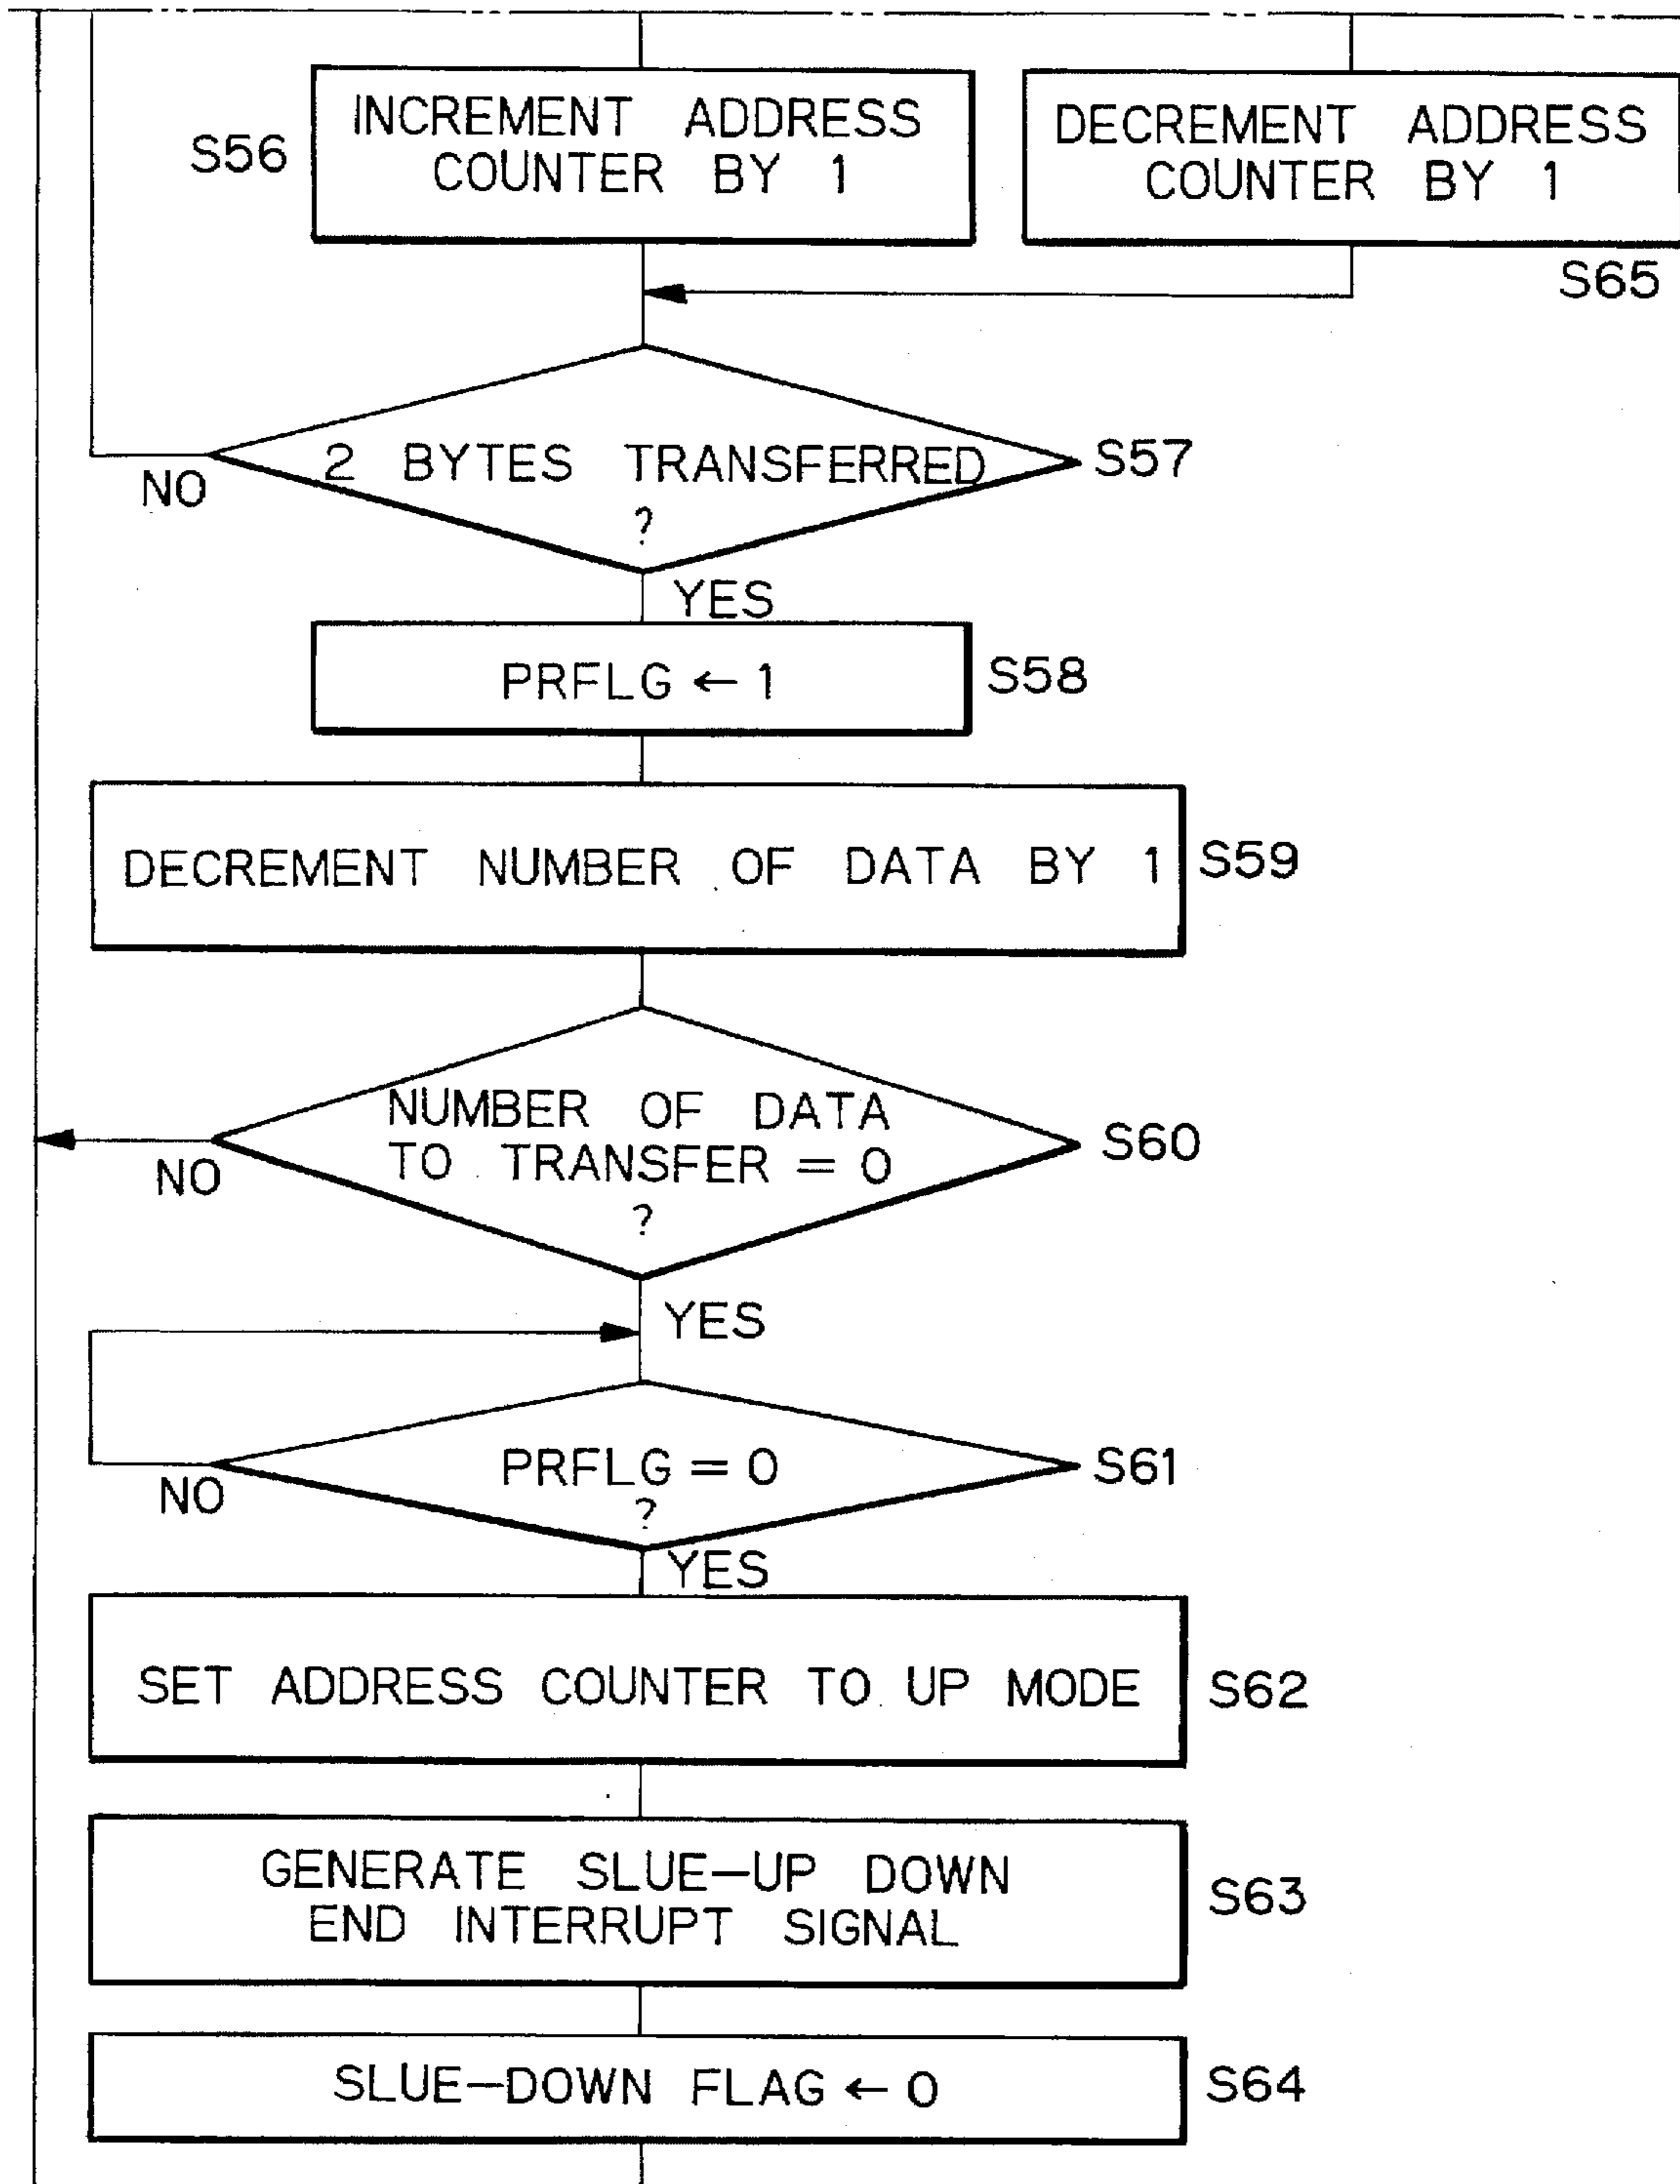 S56
INCREMENT ADDRESS
COUNTER BY 1
DECREMENT ADDRESS
COUNTER BY 1
S65
2 BYTES TRANSFERRED
?
S57
NO
YES
PRFLG ← 1
S58
DECREMENT NUMBER OF DATA BY 1
S59
NUMBER OF DATA
TO TRANSFER = 0
?
S60
NO
YES
PRFLG = 0
?
S61
NO
YES
SET ADDRESS COUNTER TO UP MODE
S62
GENERATE SLUE-UP DOWN
END INTERRUPT SIGNAL
S63
SLUE-DOWN FLAG ← 0
S64